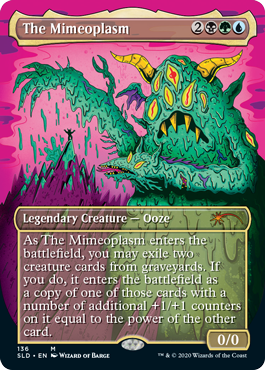 The Mimeoplasm 2
Legendary Creature — Ooze
As The Mimeoplasm enters the
battlefield, you may exile two
creature cards from graveyards. If
you do, it enters the battlefield as
a copy of one of those cards with a
number of additional +1/+1 counters
on it equal to the power of the other
card.
0/0
136 M
SLD • EN Wizard of Barge
™ & © 2020 Wizards of the Coast